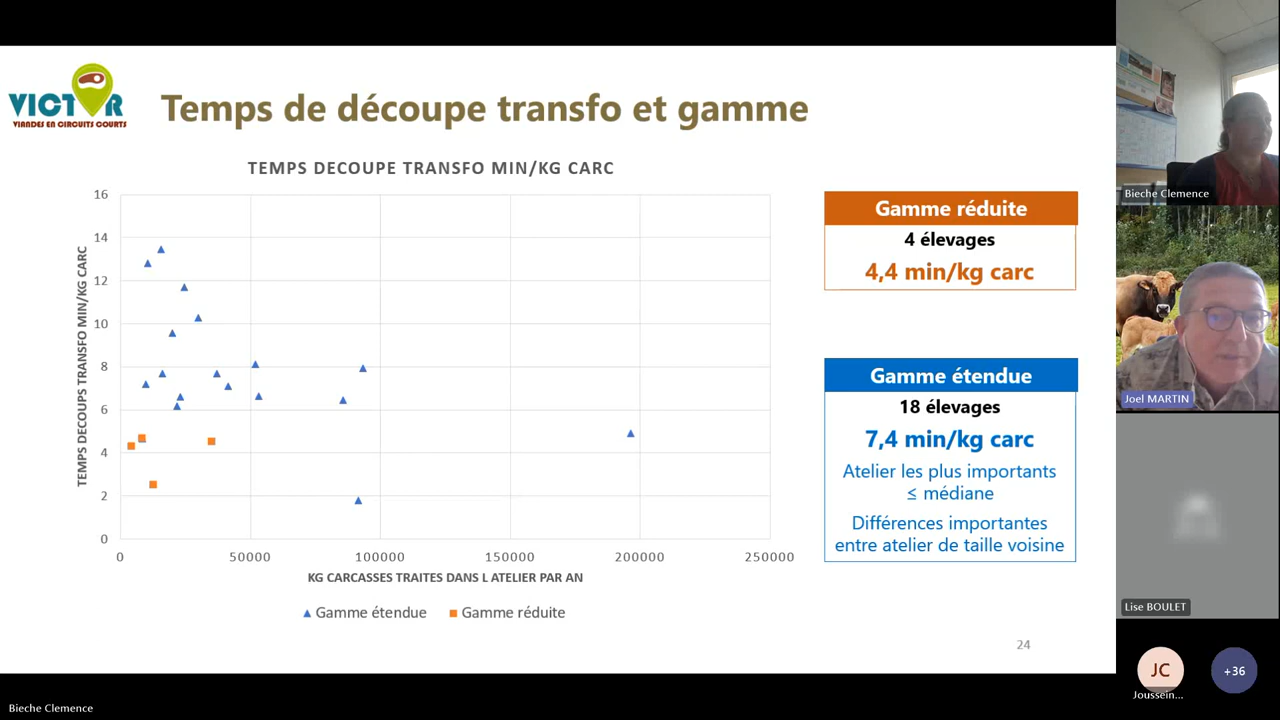 VICTOR
VIANDES EN CIRCUITS COURTS
Temps de découpe transfo et gamme
TEMPS DECOUPE TRANSFO MIN/KG CARC
TEMPS DECOUPS TRANSFO MIN/KG CARC
16
14
12
10
8
6
4
2
0
0 50000 100000 150000 200000 250000
KG CARCASSES TRAITES DANS L ATELIER PAR AN
Gamme étendue Gamme réduite
Gamme réduite
4 élevages
4,4 min/kg carc
Gamme étendue
18 élevages
7,4 min/kg carc
Atelier les plus importants
≤ médiane
Différences importantes
entre atelier de taille voisine
24
Bieche Clemence
Joel MARTIN
Lise BOULET
JC
Joussein...
+36
Bieche Clemence